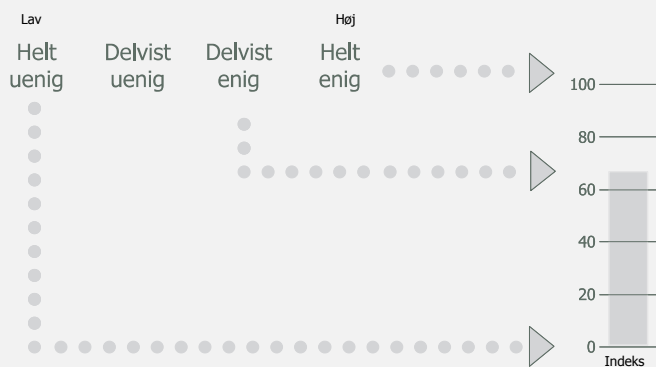 Lav
Høj
Helt
uenig
Delvist
uenig
Delvist
enig
Helt
enig
100
80
60
40
20
0
Indeks